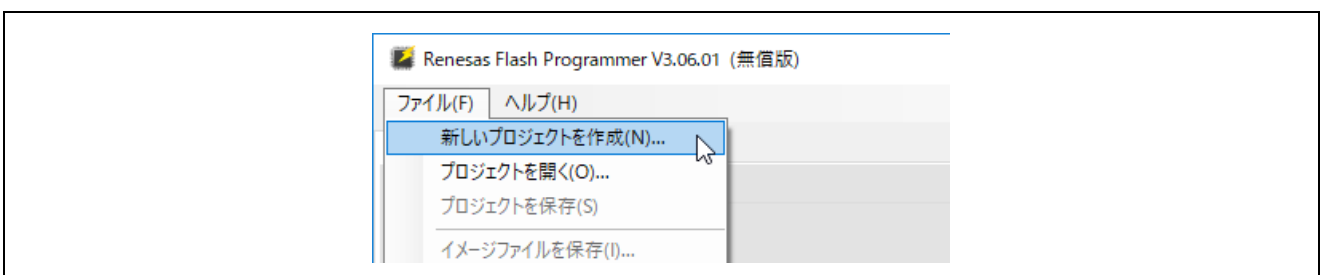 Renesas Flash Programmer V3.06.01 (無償版)
ファイル(F) ヘルプ(H)
新しいプロジェクトを作成(N)...
プロジェクトを開く(O)...
プロジェクトを保存(S)
イメージファイルを保存(I)...